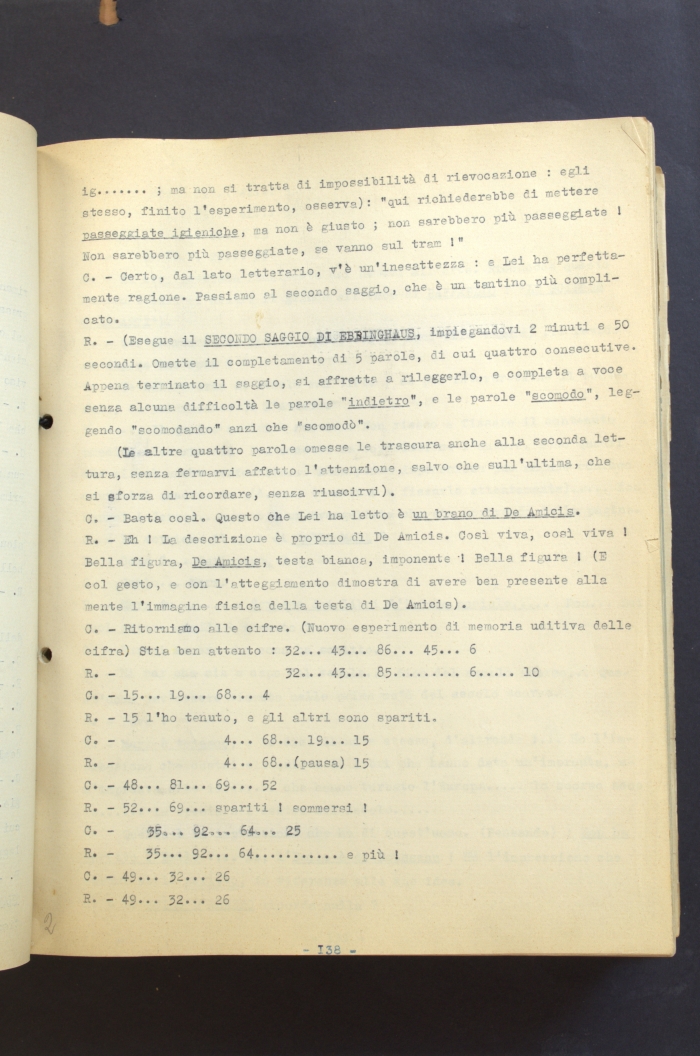 ig....... ; ma non si tratta di impossibilità di rievocazione : egli
stesso, finito l'esperimento, osserva): "qui richiederebbe di mettere
passeggiate igieniche, ma non è giusto ; non sarebbero più passeggiate !
Non sarebbero più passeggiate, se vanno sul tram !"
C. - Certo, dal lato letterario, v'è un'inesattezza : e Lei ha perfetta-
mente ragione. Passiamo al secondo saggio, che è un tantino più compli-
cato.
R. - (Esegue il SECONDO SAGGIO DI EBBINGHAUS, impiegandovi 2 minuti e 50
secondi. Omette il completamento di 5 parole, di cui quattro consecutive.
Appena terminato il saggio, si affretta a rileggerlo, e completa a voce
senza alcuna difficoltà le parole "indietro", e le parole "scomodo", leg-
gendo "scomodando" anzi che "scomodò".
(Le altre quattro parole omesse le trascura anche alla seconda let-
tura, senza fermarvi affatto l'attenzione, salvo che sull'ultima, che
si sforza di ricordare, senza riuscirvi).
C. - Basta così. Questo che Lei ha letto è un brano di De Amicis.
R. - Eh ! La descrizione è proprio di De Amicis. Così viva, così viva !
Bella figura, De Amicis, testa bianca, imponente ! Bella figura ! (E
col gesto, e con l'atteggiamento dimostra di avere ben presente alla
mente l'immagine fisica della testa di De Amicis).
C. - Ritorniamo alle cifre. (Nuovo esperimento di memoria uditiva delle
cifra) Stia ben attento : 32... 43... 86... 45... 6
R. - 32... 43... 85......... 6..... 10
C. - 15... 19... 68... 4
R. - 15 l'ho tenuto, e gli altri sono spariti.
C. - 4... 68... 19... 15
R. - 4... 68..(pausa) 15
C. - 48... 81... 69... 52
R. - 52... 69... spariti ! sommersi !
C. - 35... 92... 64... 25
R. - 35... 92... 64........... e più !
C. - 49... 32... 26
R. - 49... 32... 26
2
- I38 -